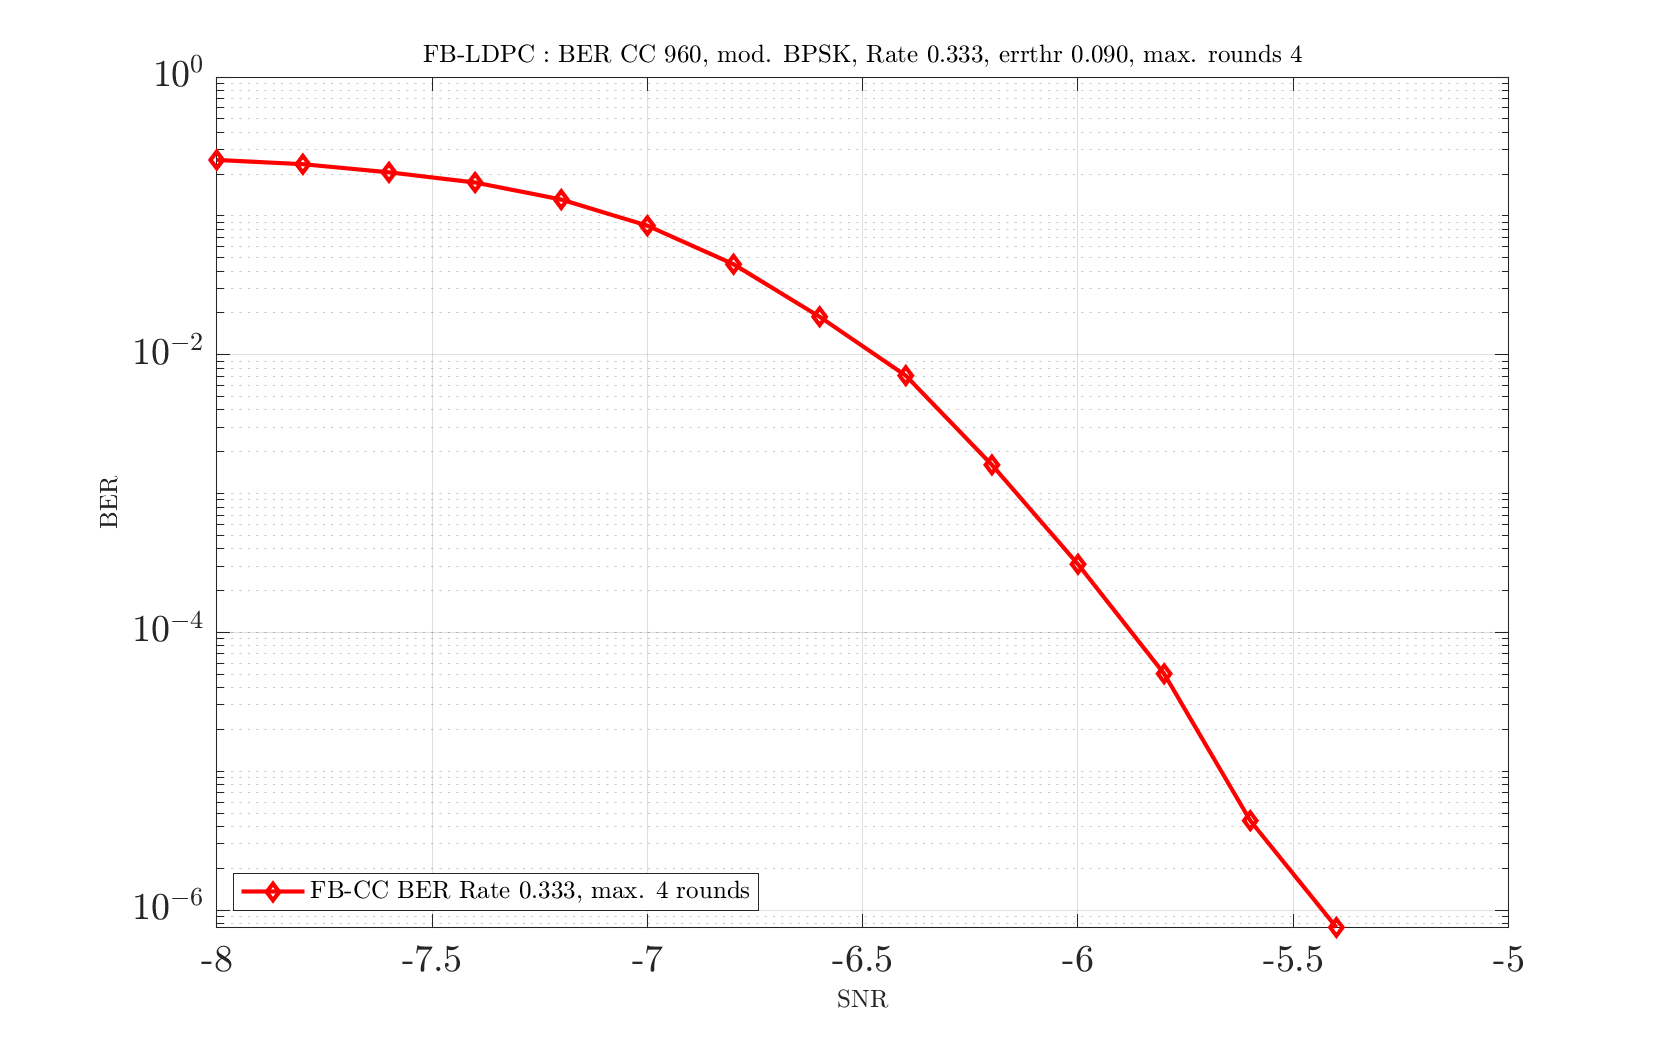 FB-LDPC : BER CC 960, mod. BPSK, Rate 0.333, errthr 0.090, max. rounds 4
10^0
10^-2
10^-4
10^-6
BER
FB-CC BER Rate 0.333, max. 4 rounds
-8 -7.5 -7 -6.5 -6 -5.5 -5
SNR